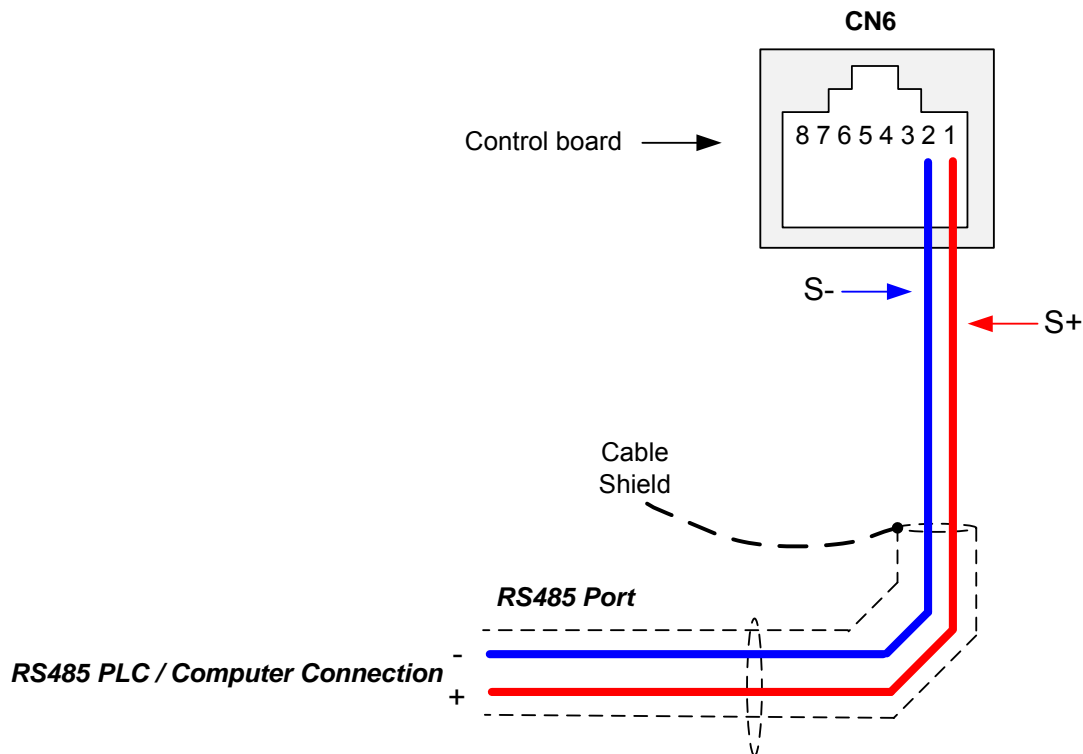 CN6
Control board
8 7 6 5 4 3 2 1
S-
S+
Cable
Shield
RS485 Port
-
RS485 PLC / Computer Connection
+